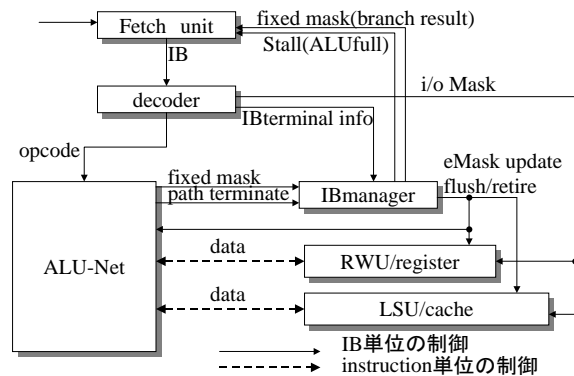 fixed mask(branch result)
Fetch unit
Stall(ALUfull)
IB
decoder
i/o Mask
IBterminal info
opcode
fixed mask
path terminate
IBmanager
eMask update
flush/retire
ALU-Net
data
RWU/register
data
LSU/cache
IB単位の制御
instruction単位の制御